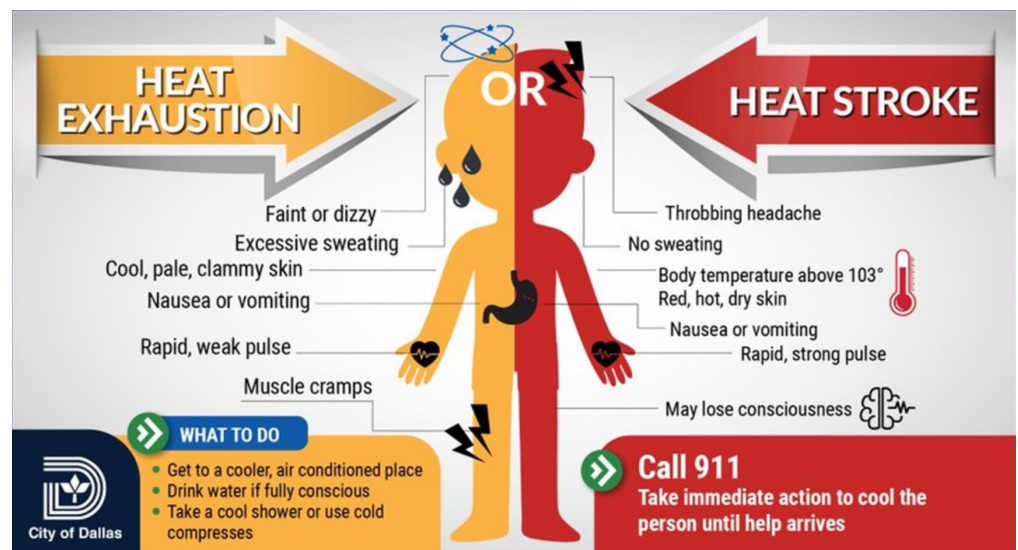 HEAT
EXHAUSTION
OR
HEAT STROKE
Faint or dizzy
Excessive sweating
Cool, pale, clammy skin
Nausea or vomiting
Rapid, weak pulse
Muscle cramps
Throbbing headache
No sweating
Body temperature above 103°
Red, hot, dry skin
Nausea or vomiting
Rapid, strong pulse
May lose consciousness
City of Dallas
WHAT TO DO
• Get to a cooler, air conditioned place
• Drink water if fully conscious
• Take a cool shower or use cold
compresses
Call 911
Take immediate action to cool the
person until help arrives